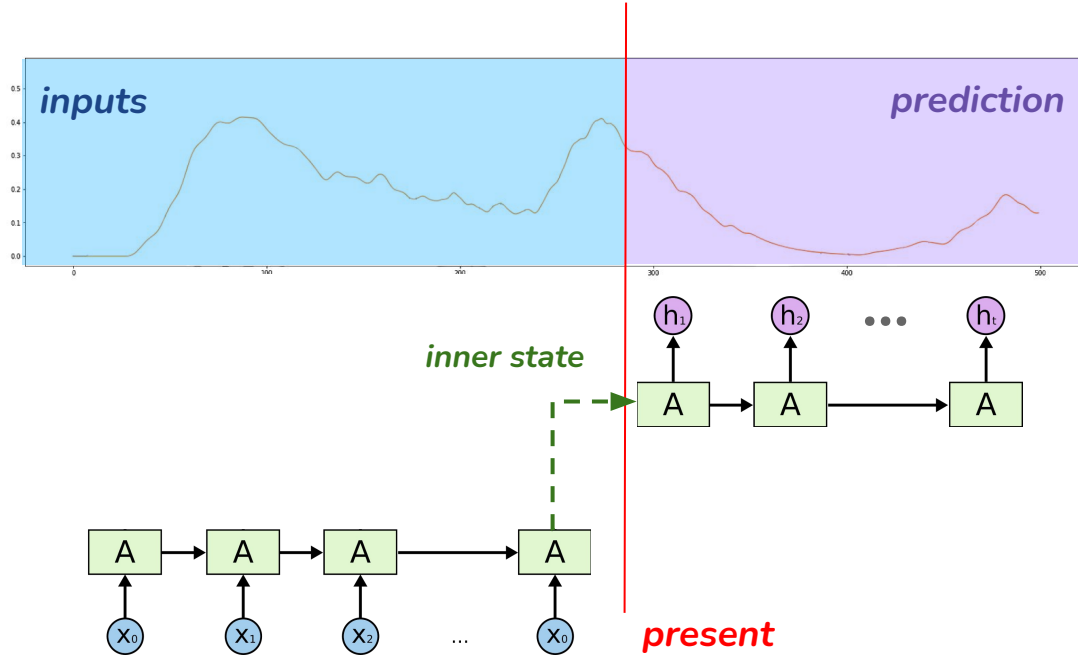 inputs
prediction
0.5
0.4
0.3
0.2
0.1
0.0
0 100 200 300 400 500
h1 h2 ht
inner state
A A A
A A A A
x0 x1 x2 ... x0
present